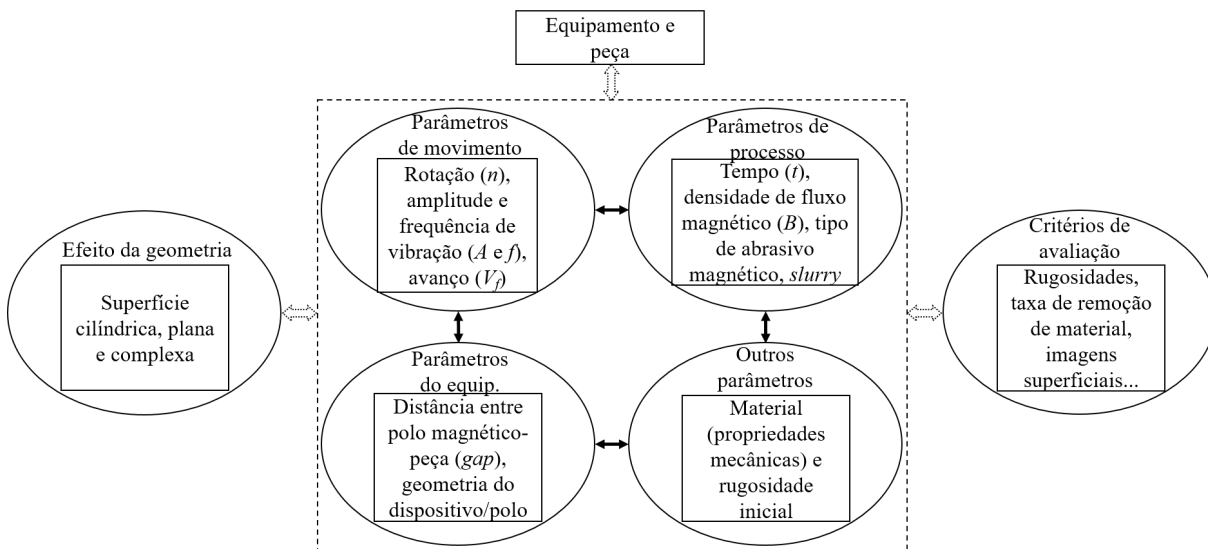 Equipamento e
peça
Parâmetros
de movimento
Rotação (n),
amplitude e
frequência de
vibração (A e f),
avanço (Vf)
Parâmetros de
processo
Tempo (t),
densidade de fluxo
magnético (B), tipo
de abrasivo
magnético, slurry
Efeito da geometria
Superfície
cilíndrica, plana
e complexa
Critérios de
avaliação
Rugosidades,
taxa de remoção
de material,
imagens
superficiais...
Parâmetros
do equip.
Distância entre
polo magnético-
peça (gap),
geometria do
dispositivo/polo
Outros
parâmetros
Material
(propriedades
mecânicas) e
rugosidade
inicial